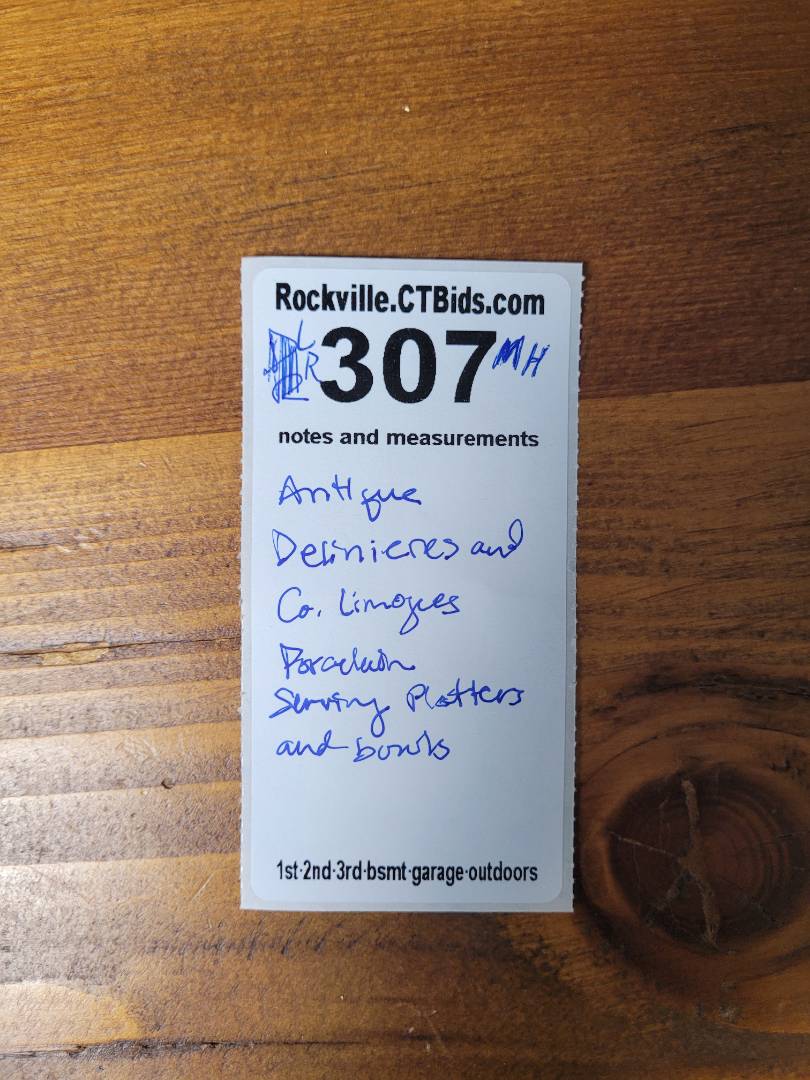 Rockville.CTBids.com
LR 307 MH
notes and measurements
Antique
Delinieres and
Co. Limoges
Porcelain
Serving Platters
and bowls
1st-2nd-3rd-bsmt-garage-outdoors